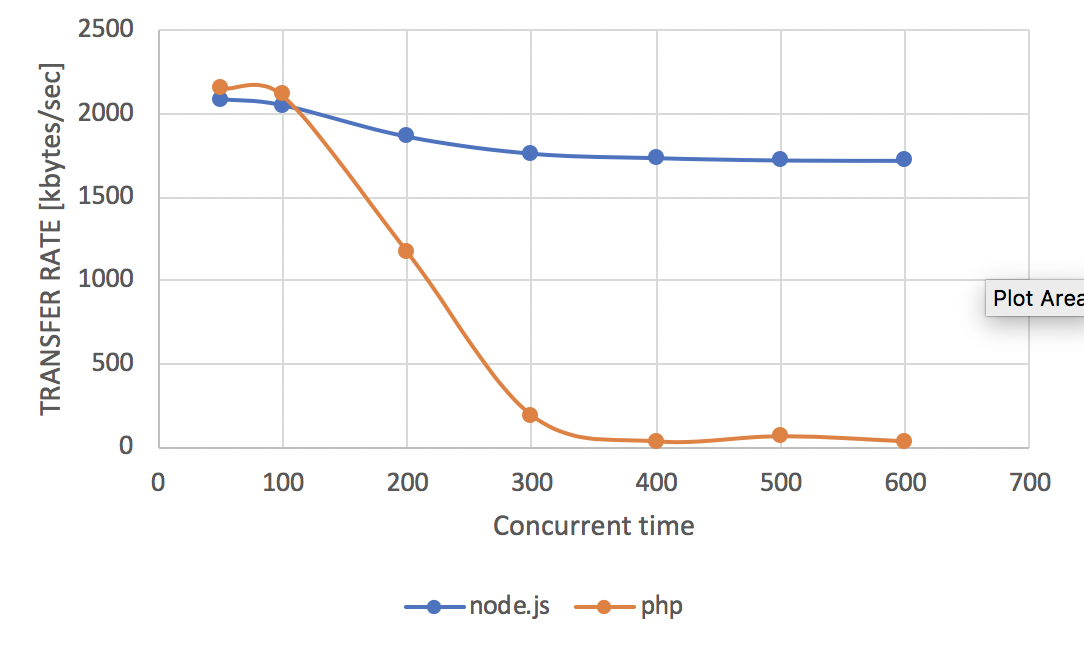 2500
2000
1500
1000
500
0
TRANSFER RATE [kbytes/sec]
0 100 200 300 400 500 600 700
Concurrent time
node.js php
Plot Area